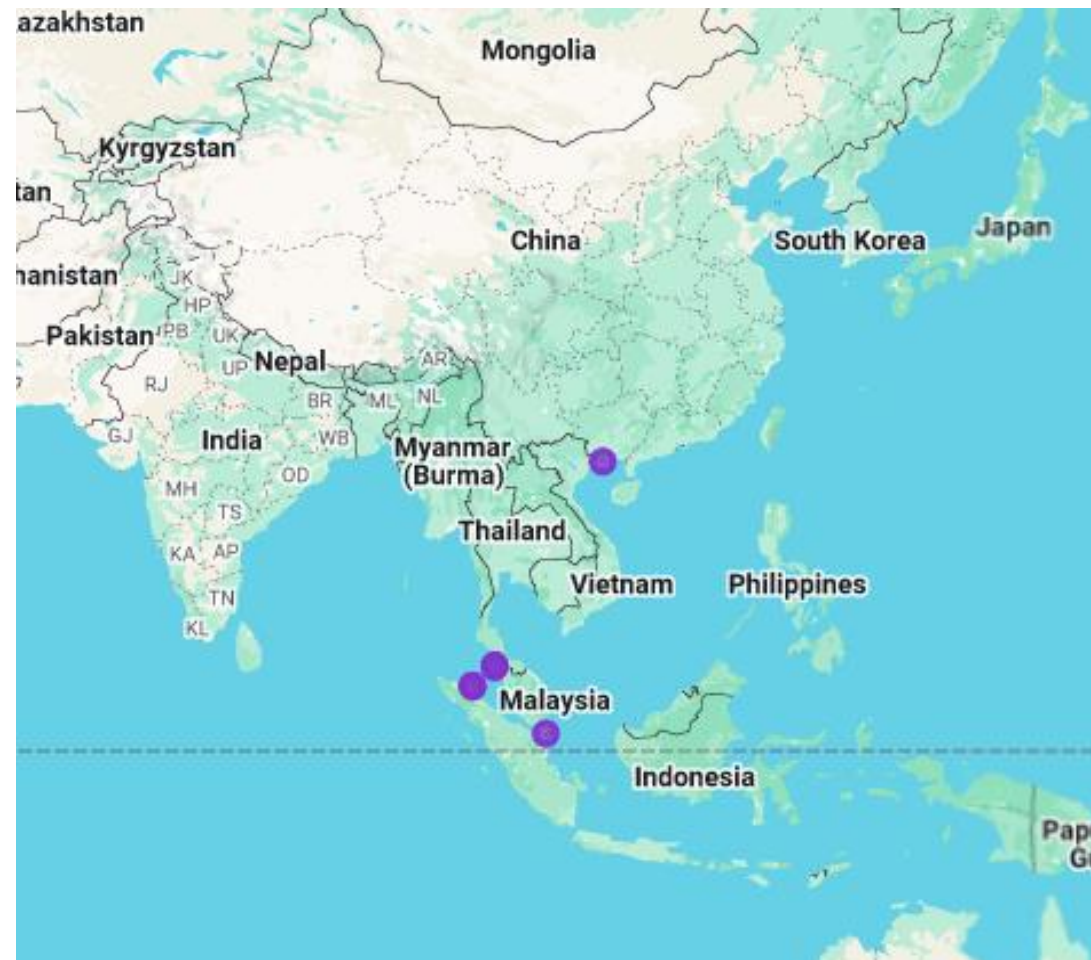 azakhstan
Mongolia
Kyrgyzstan
tan
China
South Korea
Japan
hanistan
JK
HP
Pakistan
PB
UK
UP
Nepal
AR
RJ
BR
ML
NL
GJ
India
WB
Myanmar
(Burma)
OD
MH
TS
Thailand
KA
AP
Vietnam
Philippines
TN
KL
Malaysia
Indonesia
Pap
G